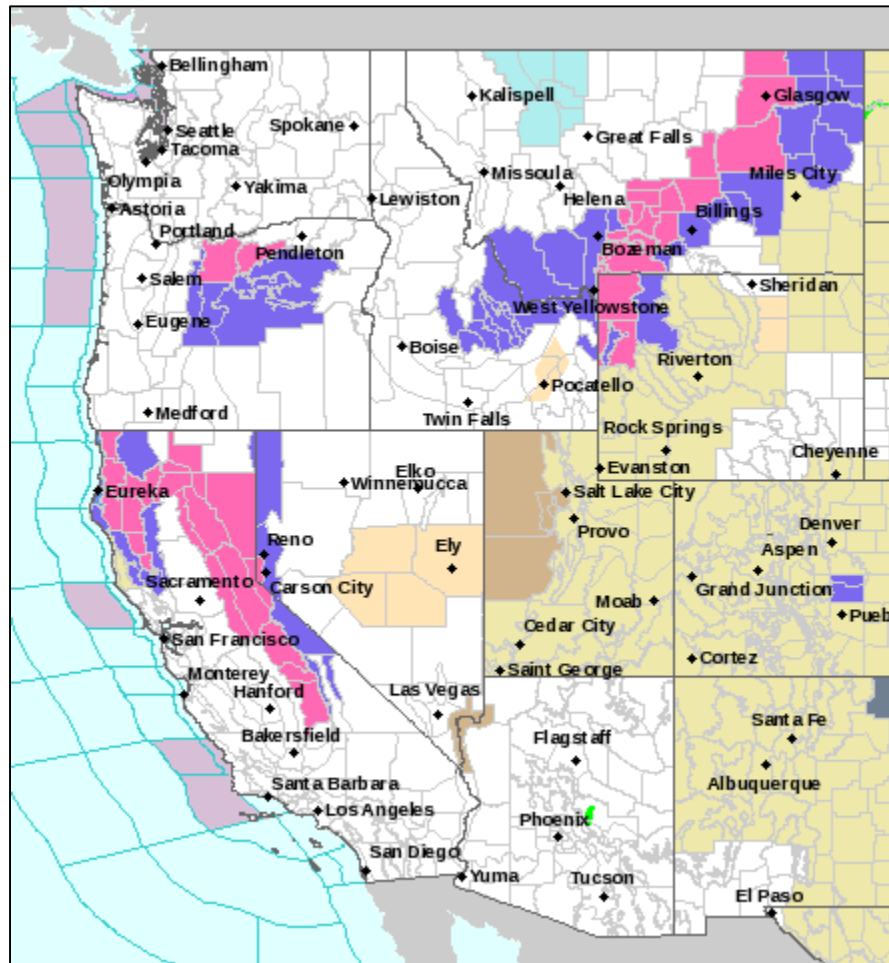 Bellingham
Kalispell
Glasgow
Seattle
Spokane
Great Falls
Tacoma
Olympia
Yakima
Missoula
Miles City
Lewiston
Helena
Astoria
Billings
Portland
Pendleton
Bozeman
Salem
West Yellowstone
Sheridan
Eugene
Boise
Riverton
Pocatello
Medford
Twin Falls
Rock Springs
Cheyenne
Elko
Evanston
Eureka
Winnemucca
Salt Lake City
Provo
Denver
Reno
Ely
Aspen
Sacramento
Carson City
Grand Junction
Moab
Pueb
San Francisco
Cedar City
Cortez
Monterey
Saint George
Hanford
Las Vegas
Santa Fe
Bakersfield
Flagstaff
Albuquerque
Santa Barbara
Los Angeles
Phoenix
San Diego
Yuma
Tucson
El Paso